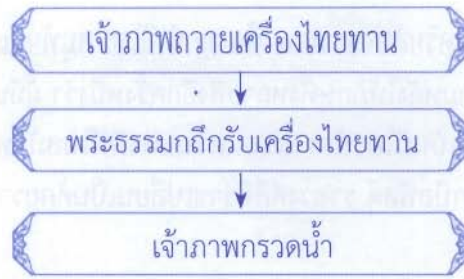 เจ้าภาพถวายเครื่องไทยทาน
พระธรรมกถึกรับเครื่องไทยทาน
เจ้าภาพกรวดน้ำ